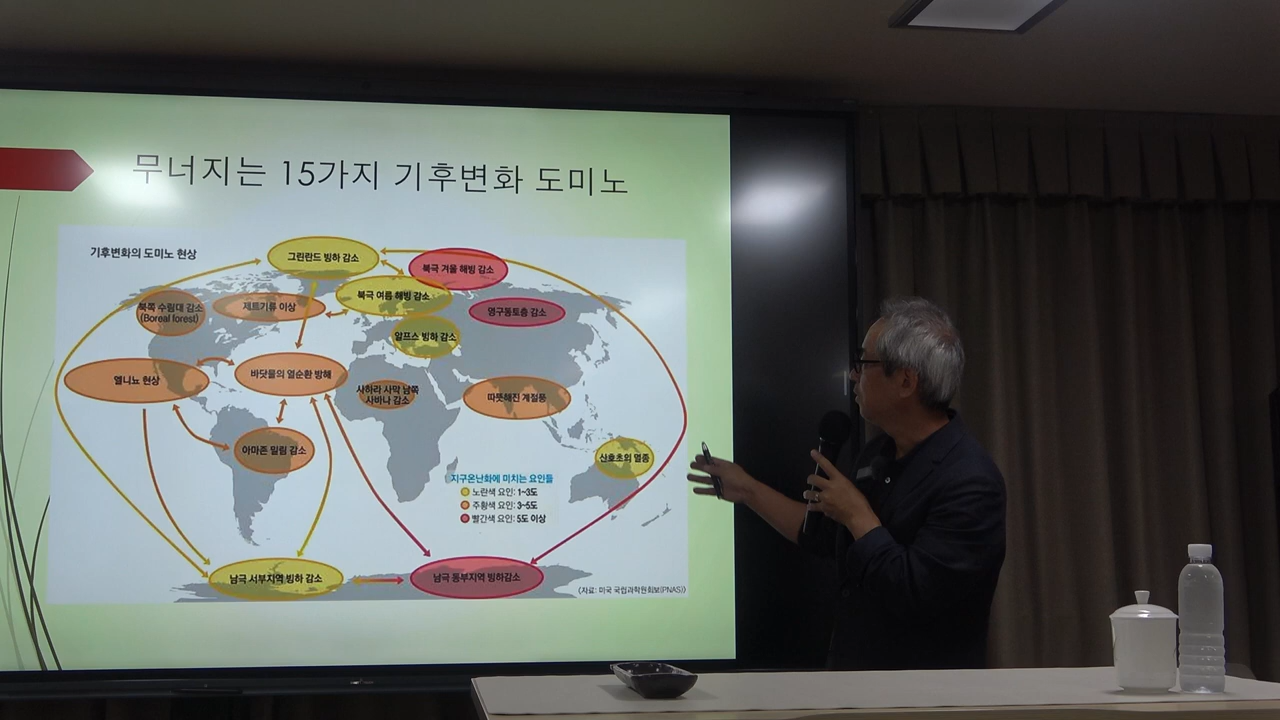 무너지는 15가지 기후변화 도미노
기후변화의 도미노 현상
그린란드 빙하 감소
북극 겨울 해빙 감소
북극 여름 해빙 감소
북쪽 수림대 감소
(Boreal forest)
제트기류 이상
영구동토층 감소
알프스 빙하 감소
엘니뇨 현상
바닷물의 열순환 방해
사하라 사막 남쪽
사바나 감소
따뜻해진 계절풍
아마존 밀림 감소
산호초의 멸종
지구온난화에 미치는 요인들
노란색 요인: 1~3도
주황색 요인: 3~5도
빨간색 요인: 5도 이상
남극 서부지역 빙하 감소
남극 동부지역 빙하감소
(자료: 미국 국립과학원회보(PNAS))